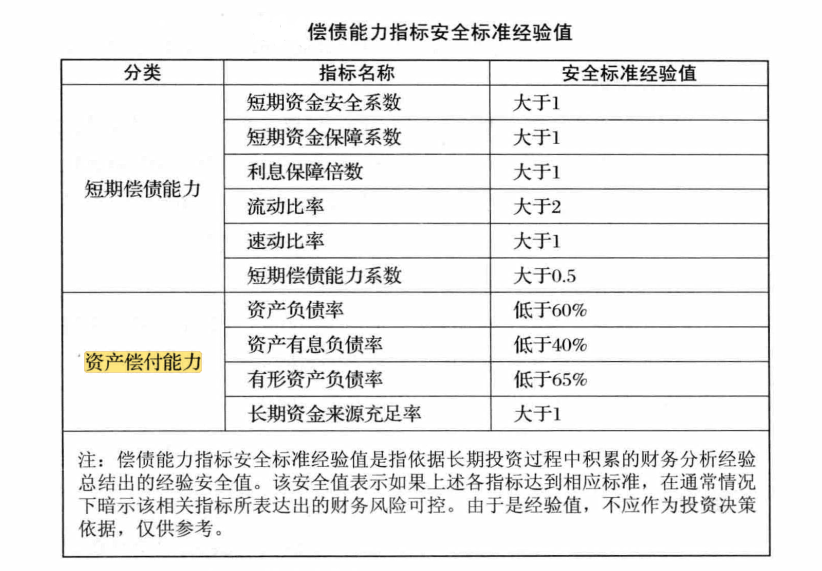 偿债能力指标安全标准经验值
分类 指标名称 安全标准经验值
短期偿债能力
短期资金安全系数 大于1
短期资金保障系数 大于1
利息保障倍数 大于1
流动比率 大于2
速动比率 大于1
短期偿债能力系数 大于0.5
资产偿付能力
资产负债率 低于60%
资产有息负债率 低于40%
有形资产负债率 低于65%
长期资金来源充足率 大于1
注：偿债能力指标安全标准经验值是指依据长期投资过程中积累的财务分析经验
总结出的经验安全值。该安全值表示如果上述各指标达到相应标准，在通常情况
下暗示该相关指标所表达出的财务风险可控。由于是经验值，不应作为投资决策
依据，仅供参考。